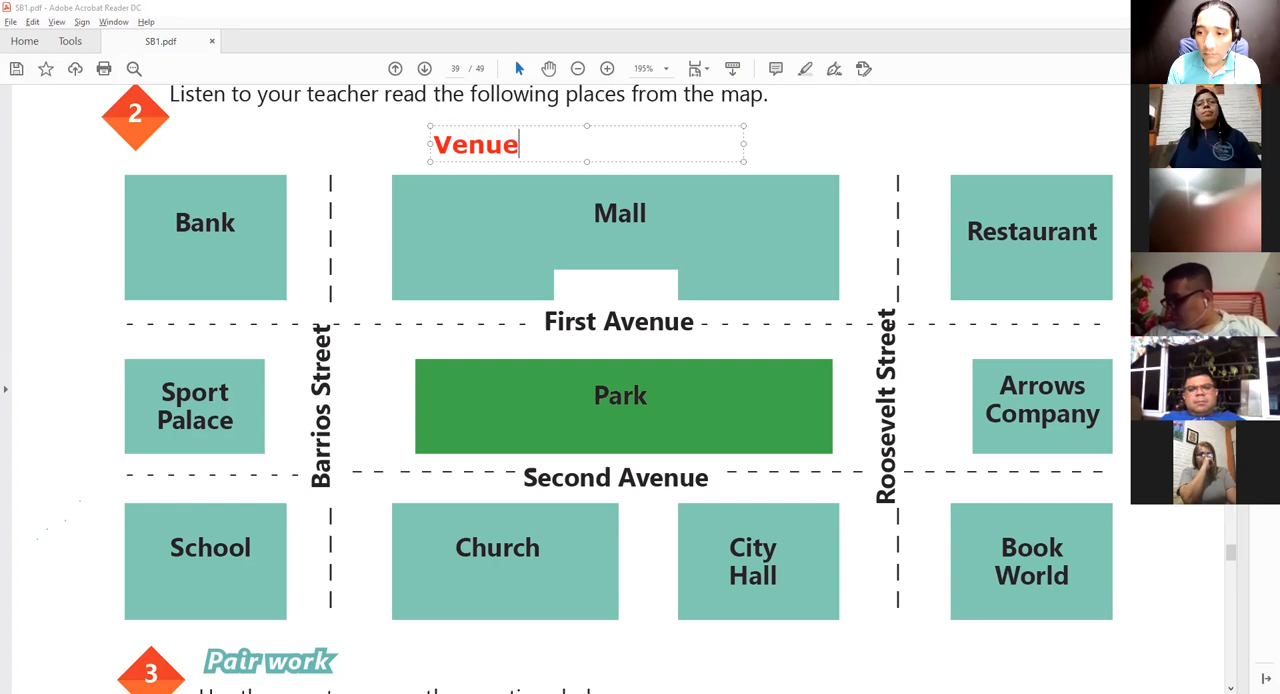 SB1.pdf - Adobe Acrobat Reader DC
File Edit View Sign Window Help
Home Tools SB1.pdf ×
39 / 49 195%
2 Listen to your teacher read the following places from the map.
Venue
Bank Mall Restaurant
First Avenue
Barrios Street
Roosevelt Street
Sport Palace
Park
Arrows Company
Second Avenue
School Church City Hall Book World
3 Pair work